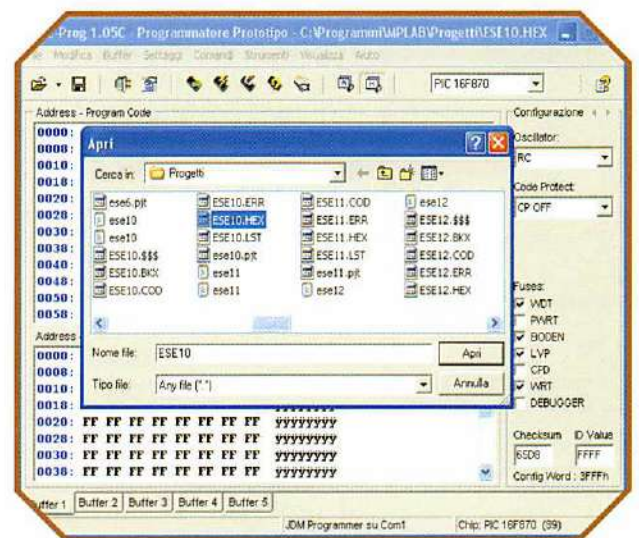 -Prog 1.05C - Programmatore Prototipo - C:\Programmi\MPLAB\Progetti\ESE10.HEX
Modifica Buffer Settaggi Comandi Strumenti Visualizza Aiuto
PIC 16F870
Address - Program Code
Configurazione
0000:
0008:
0010:
0018:
0020:
0028:
0030:
0038:
0040:
0048:
0050:
0058:
Apri
Cerca in: Progetti
ese6.pjt
ese10
ese10
ESE10.$$$
ESE10.BKX
ESE10.COD
ESE10.ERR
ESE10.HEX
ESE10.LST
ese10.pjt
ese11
ese11
ESE11.COD
ESE11.ERR
ESE11.HEX
ESE11.LST
ese11.pjt
ese12
ese12
ESE12.$$$
ESE12.BKX
ESE12.COD
ESE12.ERR
ESE12.HEX
Nome file: ESE10 Apri
Tipo file: Any file (*.*) Annulla
Oscillator:
RC
Code Protect:
CP OFF
Fuses:
WDT
PWRT
BODEN
LVP
CPD
WRT
DEBUGGER
Checksum ID Value
65D8 FFFF
Config Word : 3FFFh
Address
0000:
0008:
0010:
0018:
0020: FF FF FF FF FF FF FF FF ÿÿÿÿÿÿÿÿ
0028: FF FF FF FF FF FF FF FF ÿÿÿÿÿÿÿÿ
0030: FF FF FF FF FF FF FF FF ÿÿÿÿÿÿÿÿ
0038: FF FF FF FF FF FF FF FF ÿÿÿÿÿÿÿÿ
uffer 1 Buffer 2 Buffer 3 Buffer 4 Buffer 5
JDM Programmer su Com1 Chip: PIC 16F870 (S9)